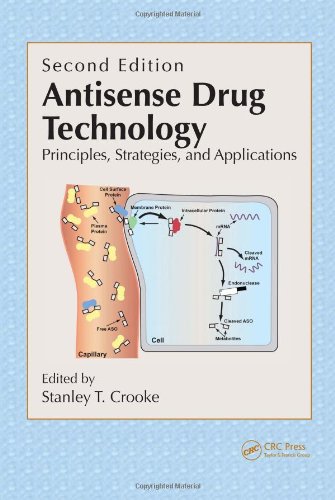 Second Edition
Antisense Drug
Technology
Principles, Strategies, and Applications
Cell Surface
Protein
Membrane Protein
Intracellular Protein
mRNA
Plasma
Protein
Cleaved
mRNA
Endonuclease
Free ASO
Cleaved ASO
Metabolites
Capillary
Cell
Edited by
Stanley T. Crooke
CRC
CRC Press
Taylor & Francis Group